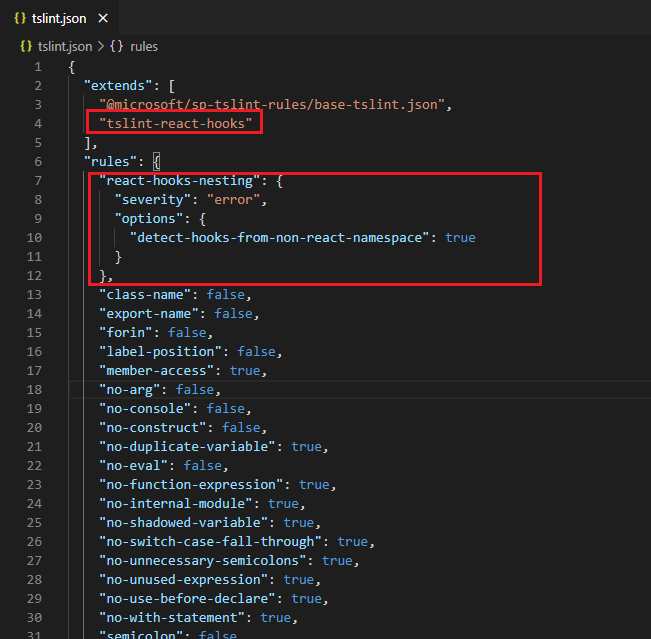 {} tslint.json ×
{} tslint.json > {} rules
1 {
2 "extends": [
3 "@microsoft/sp-tslint-rules/base-tslint.json",
4 "tslint-react-hooks"
5 ],
6 "rules": {
7 "react-hooks-nesting": {
8 "severity": "error",
9 "options": {
10 "detect-hooks-from-non-react-namespace": true
11 }
12 },
13 "class-name": false,
14 "export-name": false,
15 "forin": false,
16 "label-position": false,
17 "member-access": true,
18 "no-arg": false,
19 "no-console": false,
20 "no-construct": false,
21 "no-duplicate-variable": true,
22 "no-eval": false,
23 "no-function-expression": true,
24 "no-internal-module": true,
25 "no-shadowed-variable": true,
26 "no-switch-case-fall-through": true,
27 "no-unnecessary-semicolons": true,
28 "no-unused-expression": true,
29 "no-use-before-declare": true,
30 "no-with-statement": true,
31 "semicolon": false